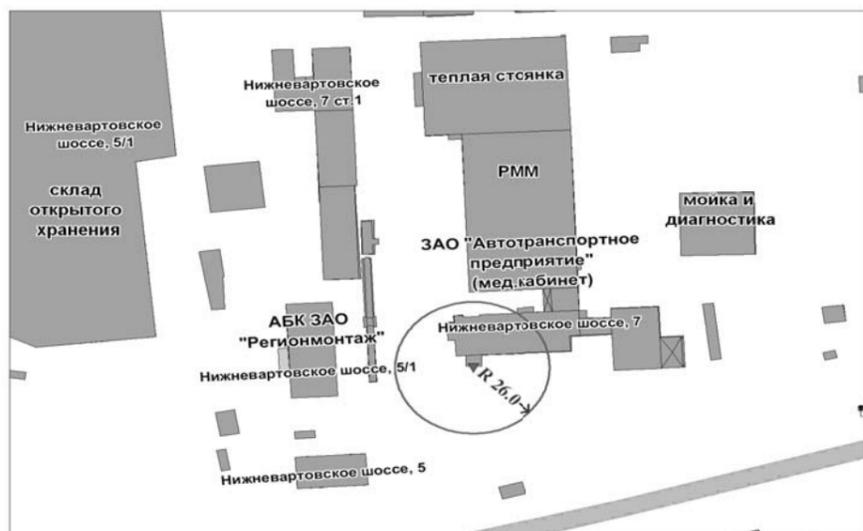 теплая стоянка
Нижневартовское
шоссе, 7 ст.1
Нижневартовское
шоссе, 5/1
РММ
склад
открытого
хранения
мойка и
диагностика
ЗАО "Автотранспортное
предприятие"
(мед.кабинет)
АБК ЗАО
"Регионмонтаж"
Нижневартовское шоссе, 7
Нижневартовское шоссе, 5/1
R 26.0
Нижневартовское шоссе, 5